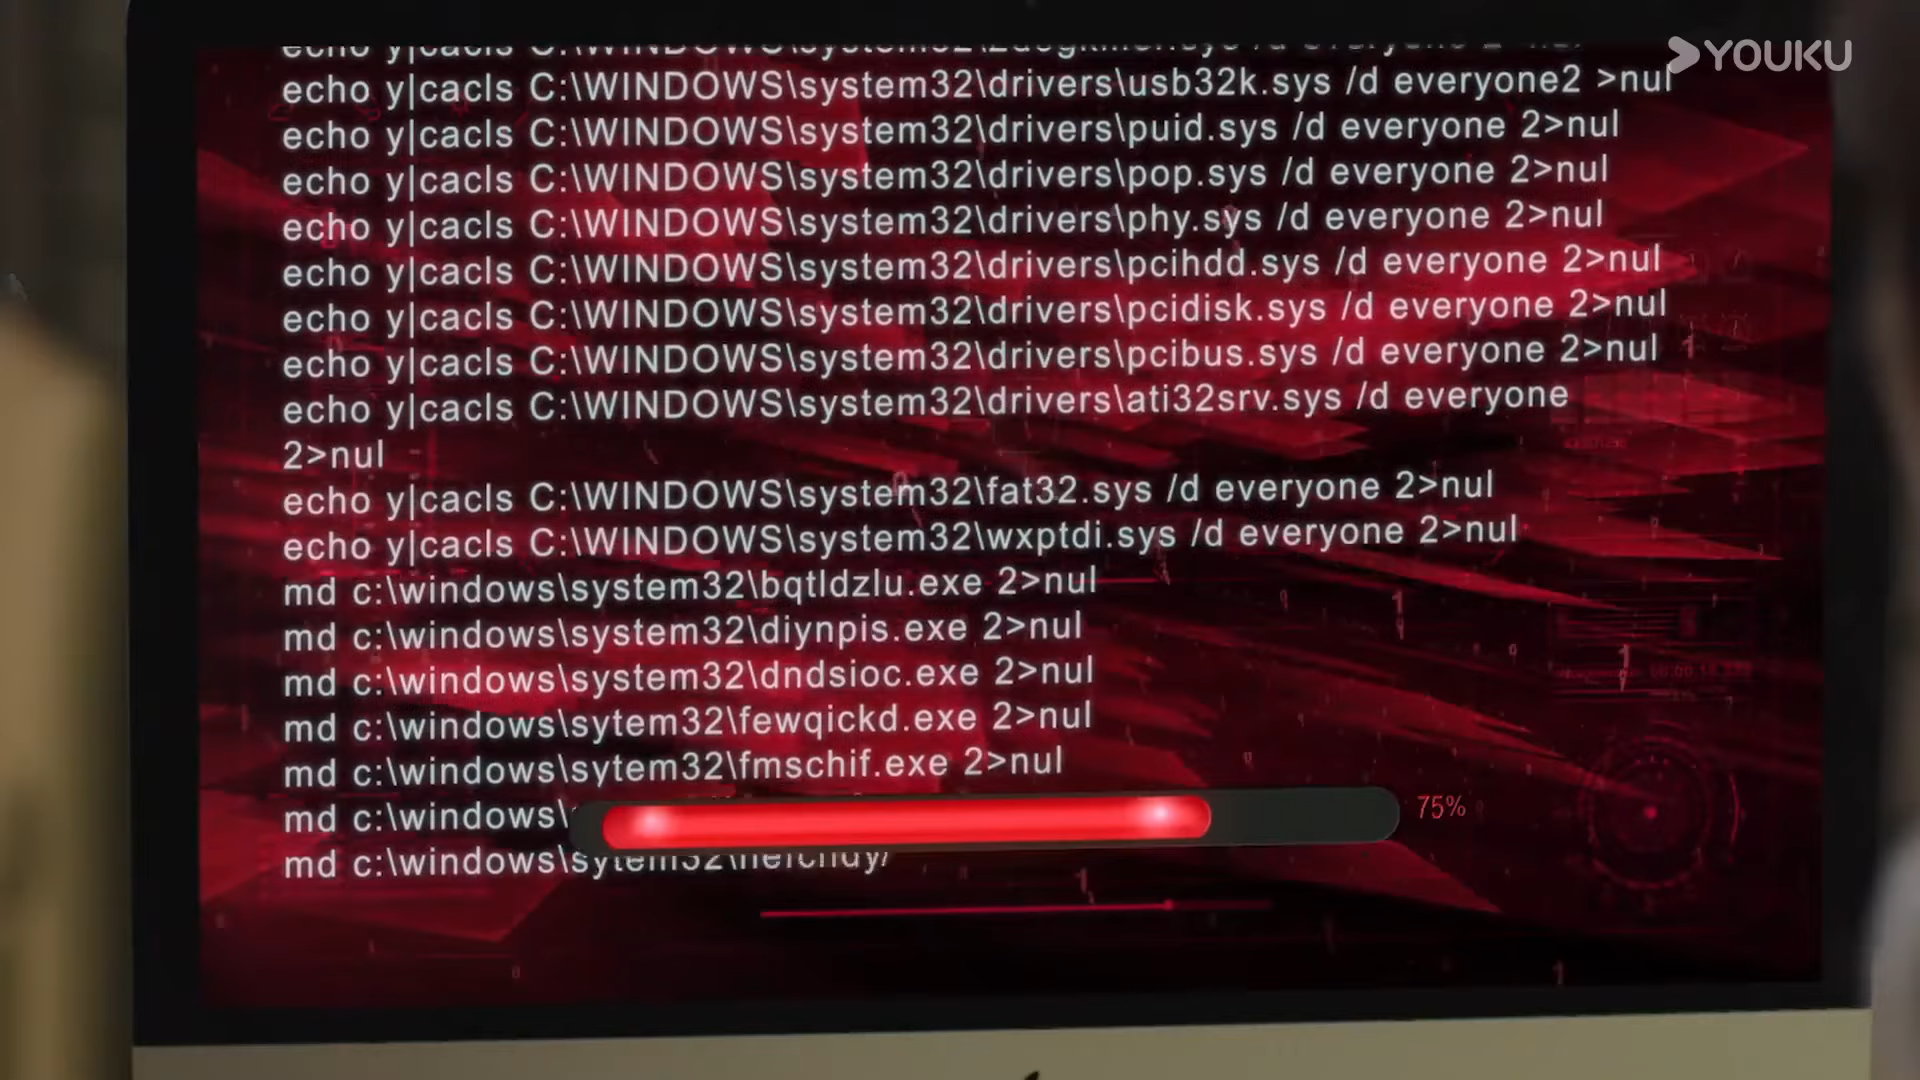 YOUKU
echo y|cacls
echo y|cacls C:\WINDOWS\system32\drivers\usb32k.sys /d everyone2 >nul
echo y|cacls C:\WINDOWS\system32\drivers\puid.sys /d everyone 2>nul
echo y|cacls C:\WINDOWS\system32\drivers\pop.sys /d everyone 2>nul
echo y|cacls C:\WINDOWS\system32\drivers\phy.sys /d everyone 2>nul
echo y|cacls C:\WINDOWS\system32\drivers\pcihdd.sys /d everyone 2>nul
echo y|cacls C:\WINDOWS\system32\drivers\pcidisk.sys /d everyone 2>nul
echo y|cacls C:\WINDOWS\system32\drivers\pcibus.sys /d everyone 2>nul
echo y|cacls C:\WINDOWS\system32\drivers\ati32srv.sys /d everyone
2>nul
echo y|cacls C:\WINDOWS\system32\fat32.sys /d everyone 2>nul
echo y|cacls C:\WINDOWS\system32\wxptdi.sys /d everyone 2>nul
md c:\windows\system32\bqtldzlu.exe 2>nul
md c:\windows\system32\diynpis.exe 2>nul
md c:\windows\system32\dndsioc.exe 2>nul
md c:\windows\sytem32\fewqickd.exe 2>nul
md c:\windows\sytem32\fmschif.exe 2>nul
md c:\windows\
75%
md